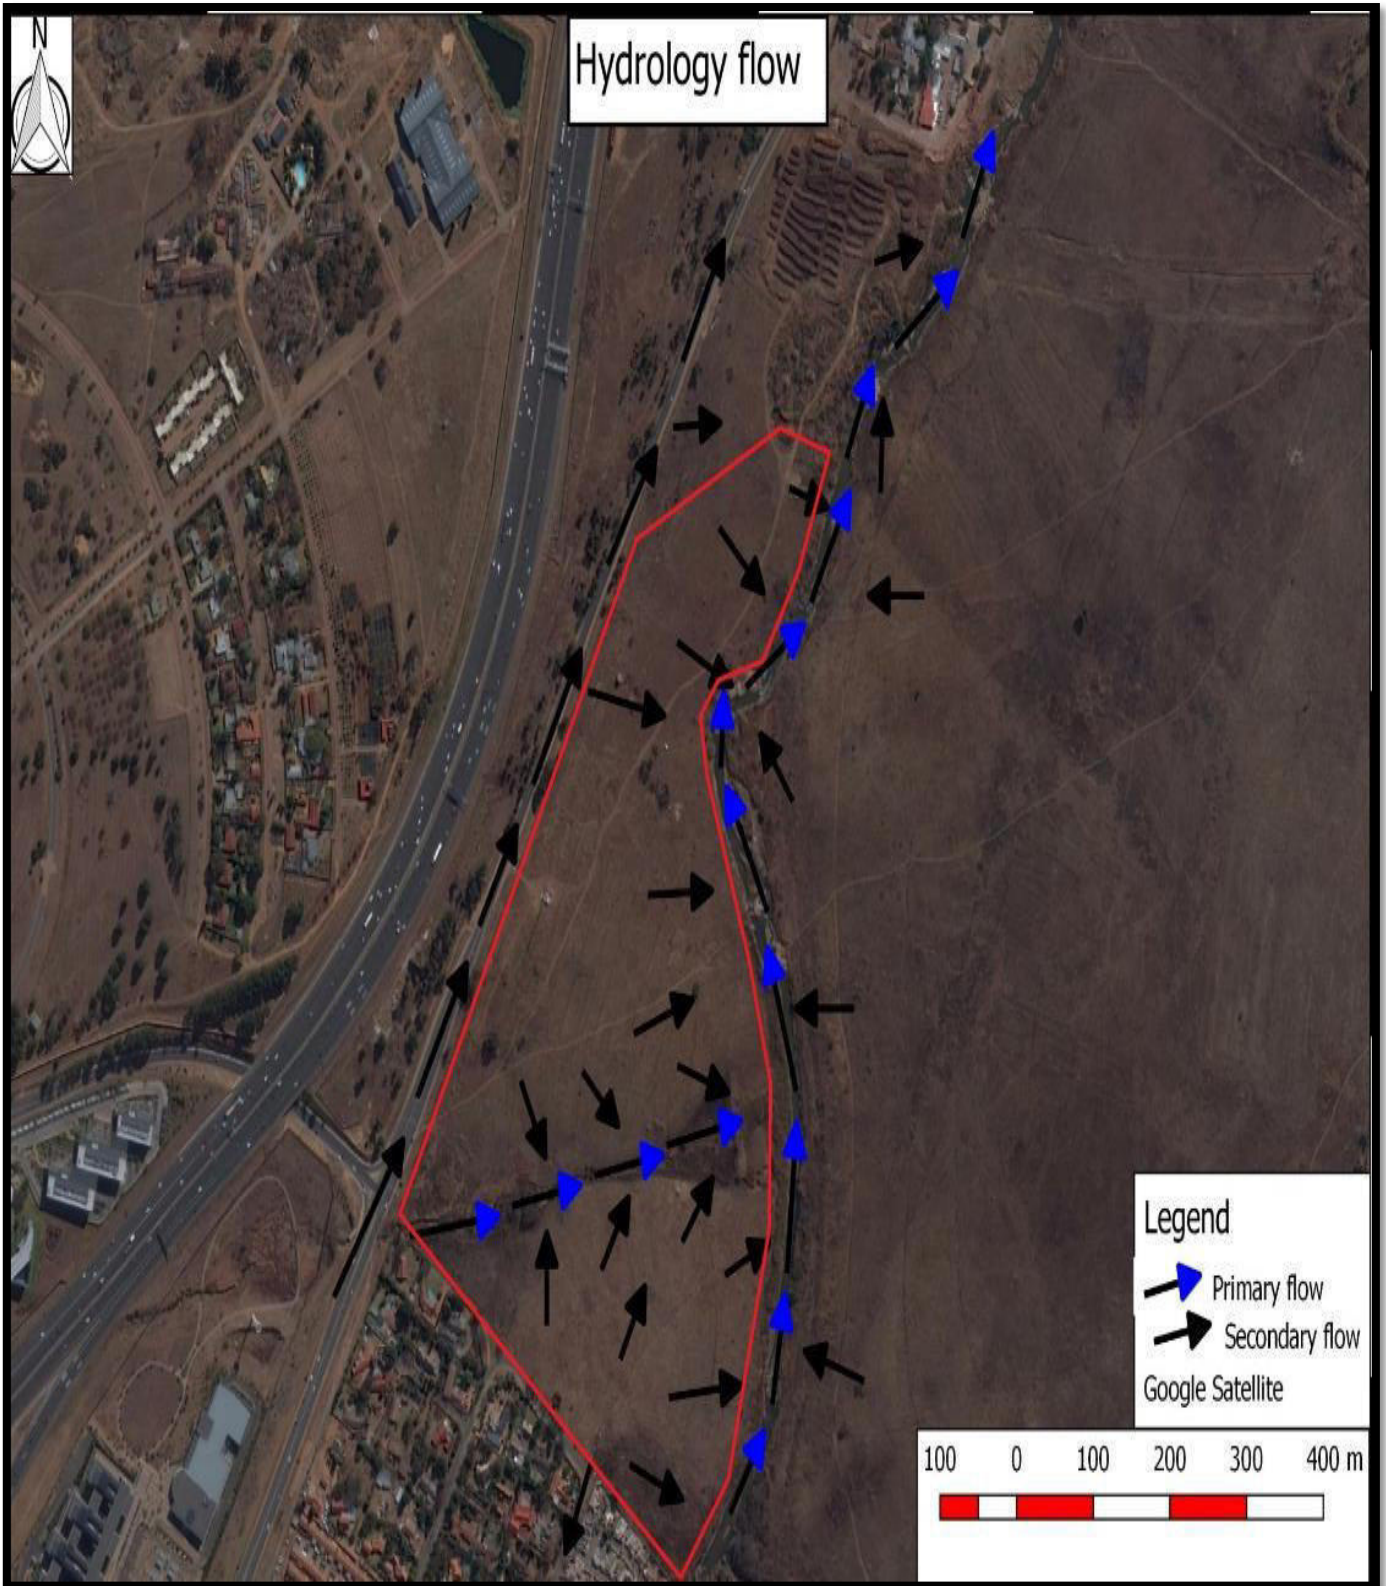 N
Hydrology flow
Legend
Primary flow
Secondary flow
Google Satellite
100 0 100 200 300 400 m